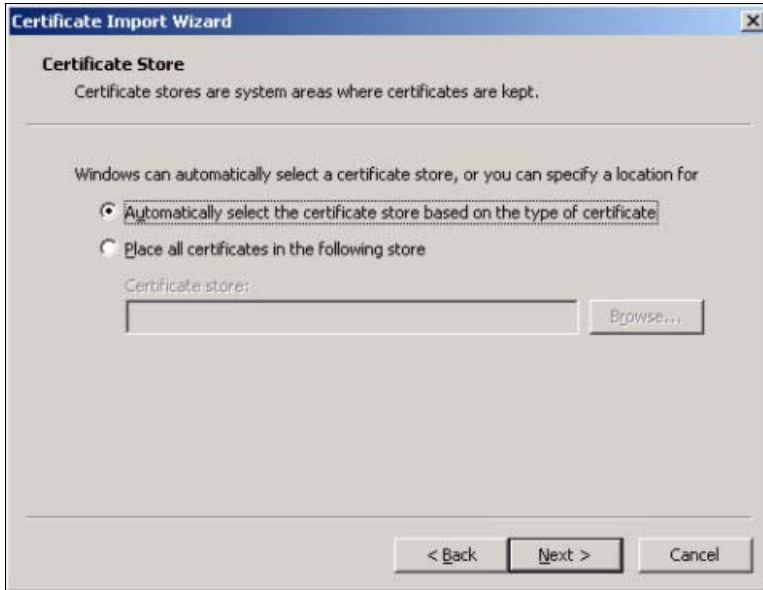 Certificate Import Wizard
Certificate Store
Certificate stores are system areas where certificates are kept.
Windows can automatically select a certificate store, or you can specify a location for
Automatically select the certificate store based on the type of certificate
Place all certificates in the following store
Certificate store:
Browse...
< Back
Next >
Cancel